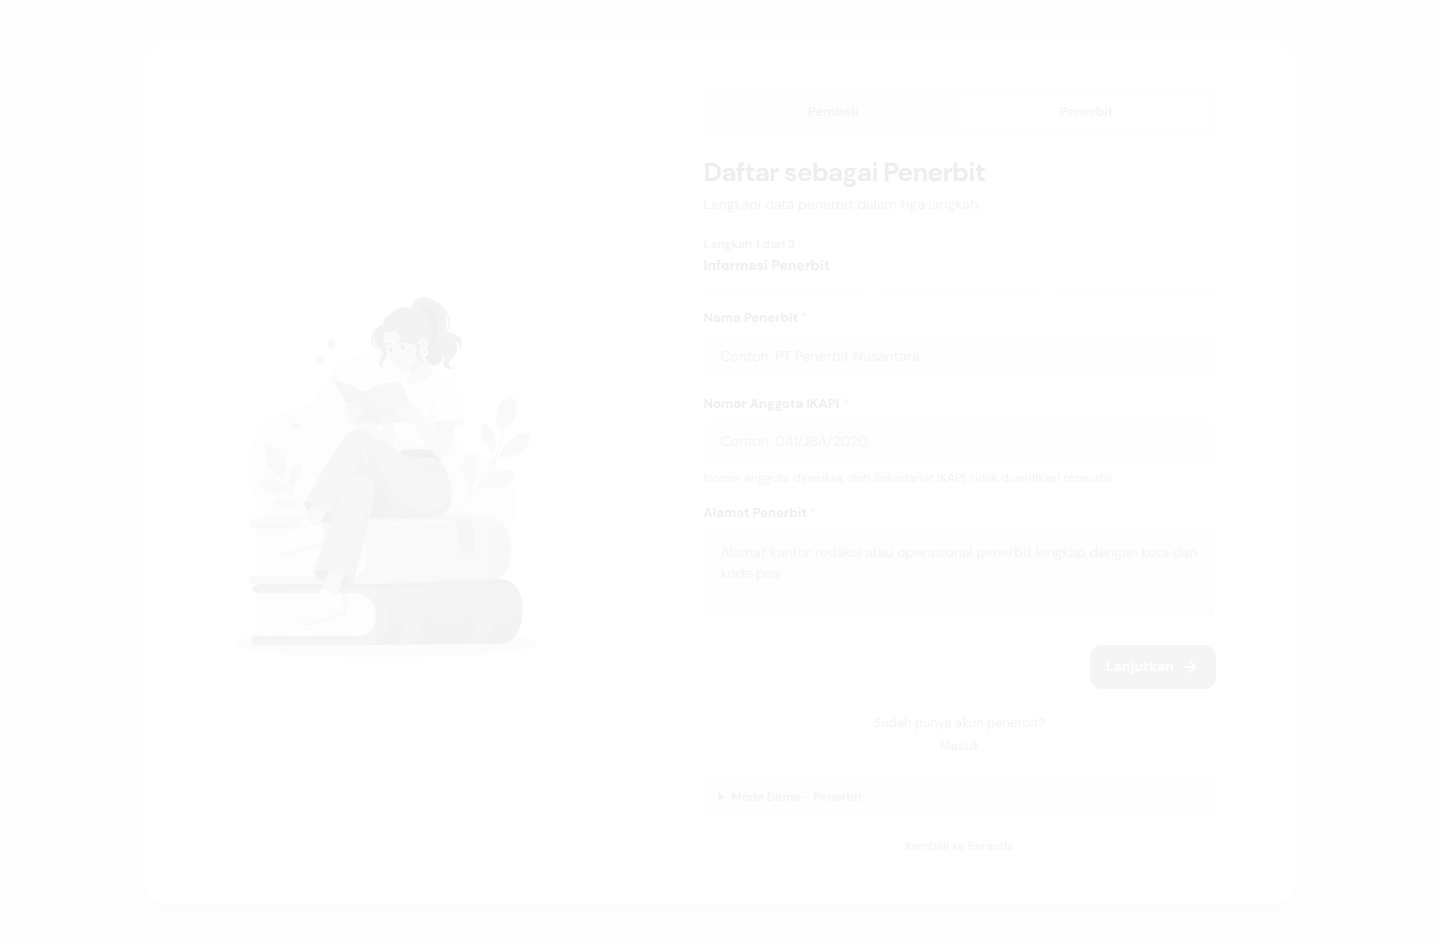 Pembeli
Penerbit
Daftar sebagai Penerbit
Lengkapi data penerbit dalam tiga langkah.
Langkah 1 dari 3
Informasi Penerbit
Nama Penerbit *
Contoh: PT Penerbit Nusantara
Nomor Anggota IKAPI *
Contoh: 041/JBA/2020
Nomor anggota diperiksa oleh Sekretariat IKAPI, tidak diverifikasi otomatis.
Alamat Penerbit *
Alamat kantor redaksi atau operasional penerbit lengkap dengan kota dan
kode pos
Lanjutkan →
Sudah punya akun penerbit?
Masuk
▶ Mode Demo – Penerbit
Kembali ke Beranda